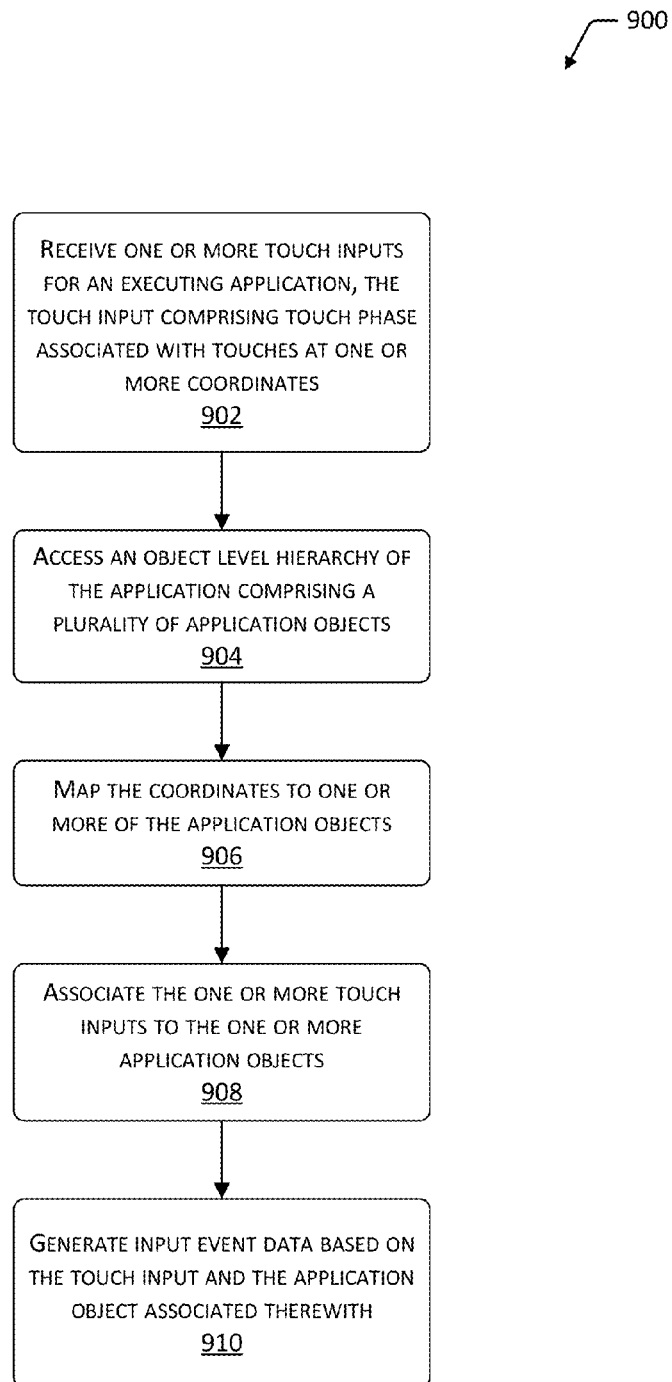 900
RECEIVE ONE OR MORE TOUCH INPUTS
FOR AN EXECUTING APPLICATION, THE
TOUCH INPUT COMPRISING TOUCH PHASE
ASSOCIATED WITH TOUCHES AT ONE OR
MORE COORDINATES
902
ACCESS AN OBJECT LEVEL HIERARCHY OF
THE APPLICATION COMPRISING A
PLURALITY OF APPLICATION OBJECTS
904
MAP THE COORDINATES TO ONE OR
MORE OF THE APPLICATION OBJECTS
906
ASSOCIATE THE ONE OR MORE TOUCH
INPUTS TO THE ONE OR MORE
APPLICATION OBJECTS
908
GENERATE INPUT EVENT DATA BASED ON
THE TOUCH INPUT AND THE APPLICATION
OBJECT ASSOCIATED THEREWITH
910